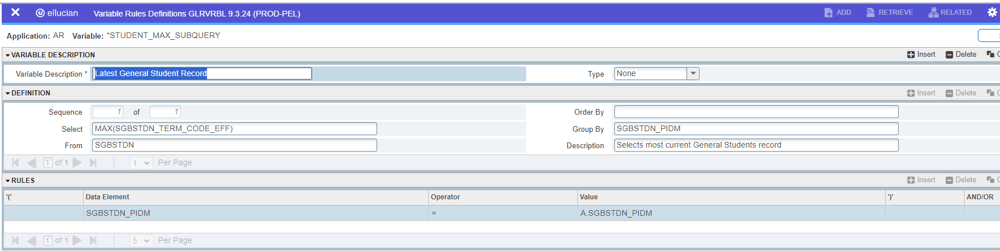 ellucian Variable Rules Definitions GLRVRBL 9.3.24 (PROD-PEL) ADD RETRIEVE RELATED
Application: AR Variable: *STUDENT_MAX_SUBQUERY
VARIABLE DESCRIPTION Insert Delete
Variable Description * Latest General Student Record Type None
DEFINITION Insert Delete
Sequence 1 of 1 Order By
Select MAX(SGBSTDN_TERM_CODE_EFF) Group By SGBSTDN_PIDM
From SGBSTDN Description Selects most current General Students record
1 of 1 1 Per Page
RULES Insert Delete
'(' Data Element Operator Value ')' AND/OR
SGBSTDN_PIDM = A.SGBSTDN_PIDM
1 of 1 5 Per Page